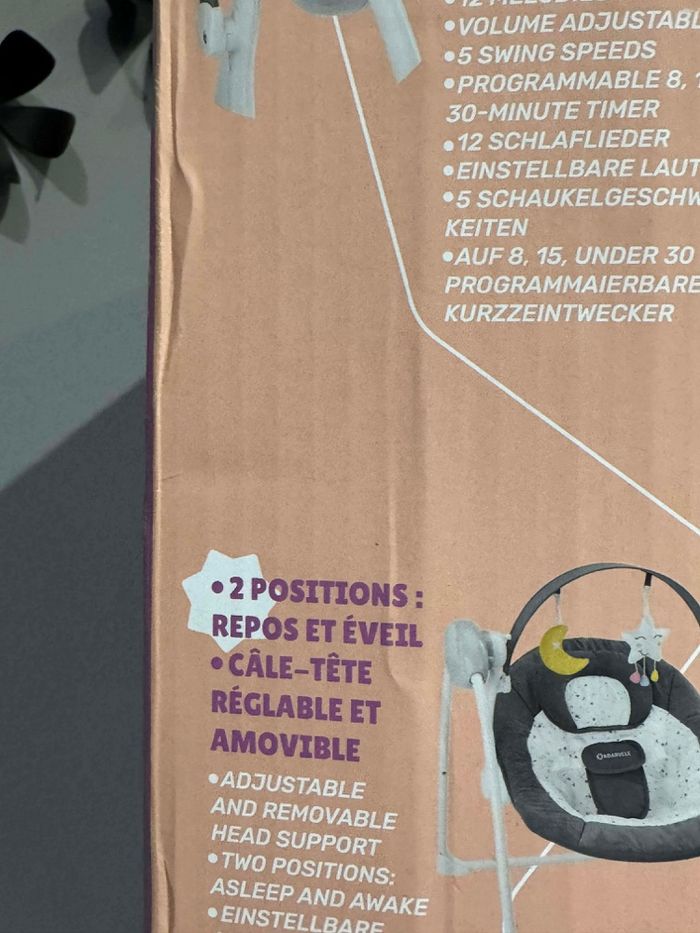 •VOLUME ADJUSTABL
•5 SWING SPEEDS
•PROGRAMMABLE 8,
30-MINUTE TIMER
•12 SCHLAFLIEDER
•EINSTELLBARE LAUT
•5 SCHAUKELGESCHW
KEITEN
•AUF 8, 15, UNDER 30
PROGRAMMAIERBARE
KURZZEINTWECKER
•2 POSITIONS :
REPOS ET ÉVEIL
•CÂLE-TÊTE
RÉGLABLE ET
AMOVIBLE
•ADJUSTABLE
AND REMOVABLE
HEAD SUPPORT
•TWO POSITIONS:
ASLEEP AND AWAKE
•EINSTELLBARE